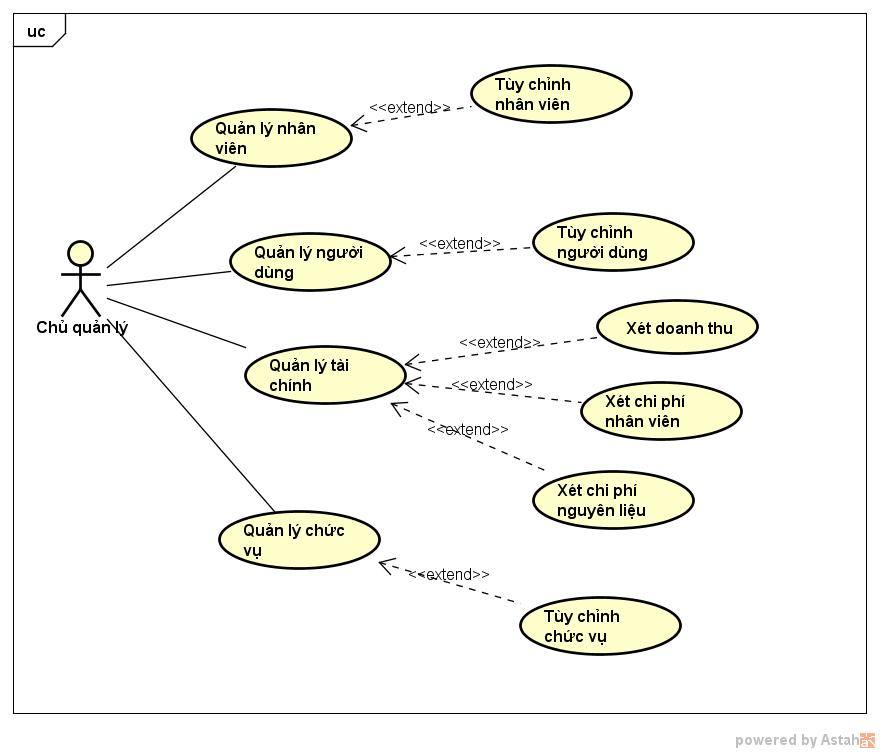 uc
Tùy chỉnh
nhân viên
<<extend>>
Quản lý nhân
viên
Tùy chỉnh
người dùng
<<extend>>
Quản lý người
dùng
Chủ quản lý
Xét doanh thu
<<extend>>
Quản lý tài
chính
<<extend>>
Xét chi phí
nhân viên
<<extend>>
Xét chi phí
nguyên liệu
Quản lý chức
vụ
<<extend>>
Tùy chỉnh
chức vụ
powered by Astah